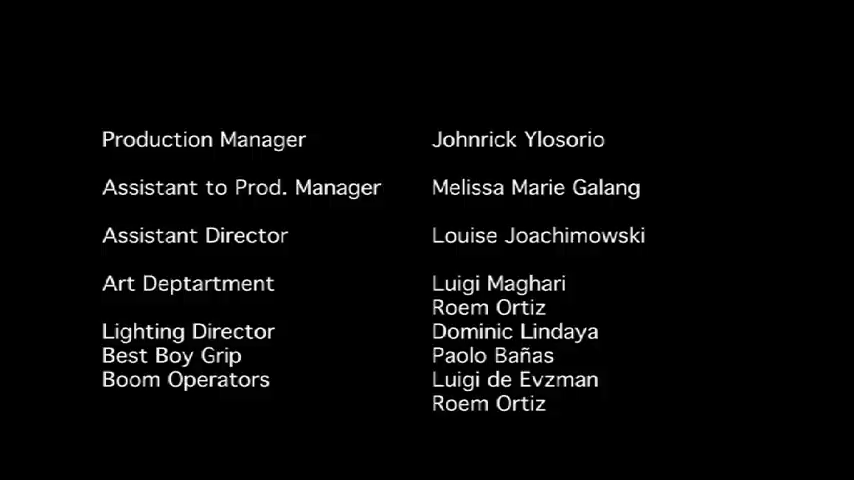 Production Manager Johnrick Ylosorio
Assistant to Prod. Manager Melissa Marie Galang
Assistant Director Louise Joachimowski
Art Deptartment Luigi Maghari
Roem Ortiz
Lighting Director Dominic Lindaya
Best Boy Grip Paolo Bañas
Boom Operators Luigi de Evzman
Roem Ortiz